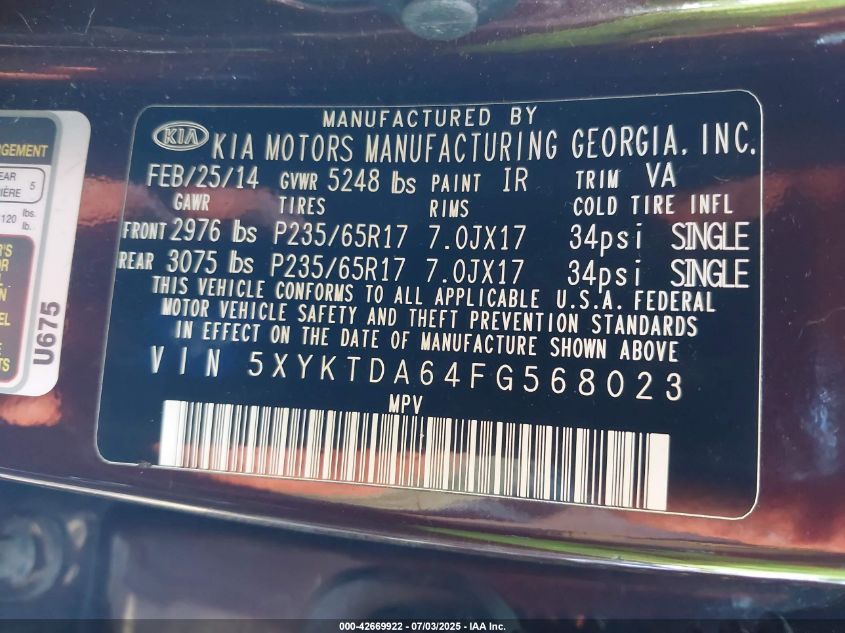 MANUFACTURED BY
KIA KIA MOTORS MANUFACTURING GEORGIA, INC.
FEB/25/14 GVWR 5248 lbs PAINT IR TRIM VA
GAWR TIRES RIMS COLD TIRE INFL
FRONT 2976 lbs P235/65R17 7.0JX17 34psi SINGLE
REAR 3075 lbs P235/65R17 7.0JX17 34psi SINGLE
THIS VEHICLE CONFORMS TO ALL APPLICABLE U.S.A. FEDERAL
MOTOR VEHICLE SAFETY AND THEFT PREVENTION STANDARDS
IN EFFECT ON THE DATE OF MANUFACTURE SHOWN ABOVE
VIN 5XYKTDA64FG568023
MPV
5
120 lbs.
U675
000-42669922 - 07/03/2025 - IAA Inc.